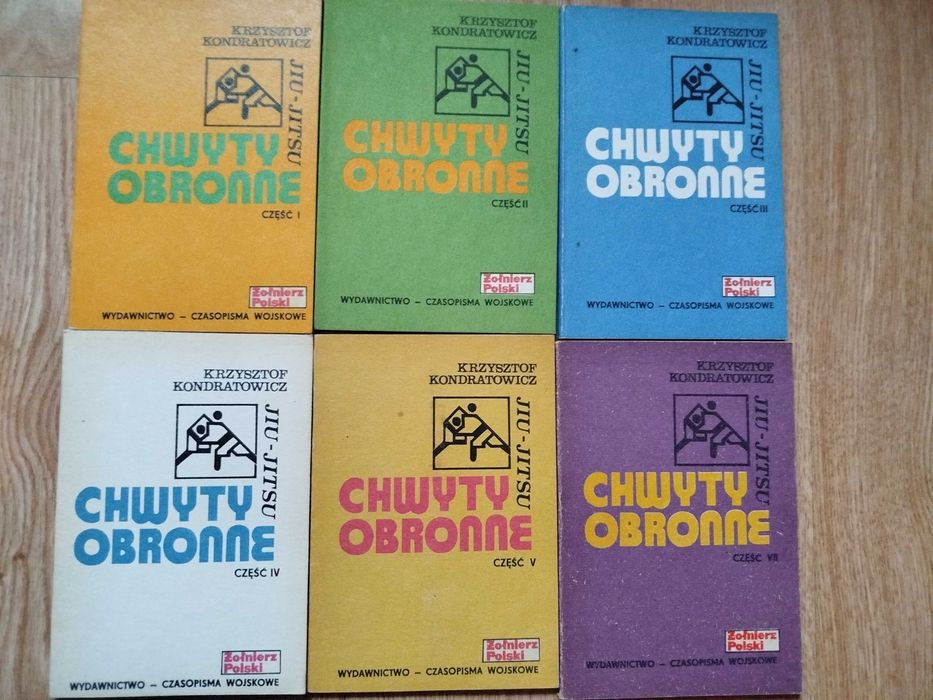 KRZYSZTOF
KONDRATOWICZ
JIU-JITSU
CHWYTY
OBRONNE
CZĘŚĆ I
Żołnierz
Polski
WYDAWNICTWO – CZASOPISMA WOJSKOWE
KRZYSZTOF
KONDRATOWICZ
JIU-JITSU
CHWYTY
OBRONNE
CZĘŚĆ II
Żołnierz
Polski
WYDAWNICTWO – CZASOPISMA WOJSKOWE
KRZYSZTOF
KONDRATOWICZ
JIU-JITSU
CHWYTY
OBRONNE
CZĘŚĆ III
Żołnierz
Polski
WYDAWNICTWO – CZASOPISMA WOJSKOWE
KRZYSZTOF
KONDRATOWICZ
JIU-JITSU
CHWYTY
OBRONNE
CZĘŚĆ IV
Żołnierz
Polski
WYDAWNICTWO – CZASOPISMA WOJSKOWE
KRZYSZTOF
KONDRATOWICZ
JIU-JITSU
CHWYTY
OBRONNE
CZĘŚĆ V
Żołnierz
Polski
WYDAWNICTWO – CZASOPISMA WOJSKOWE
KRZYSZTOF
KONDRATOWICZ
JIU-JITSU
CHWYTY
OBRONNE
CZĘŚĆ VII
Żołnierz
Polski
WYDAWNICTWO – CZASOPISMA WOJSKOWE